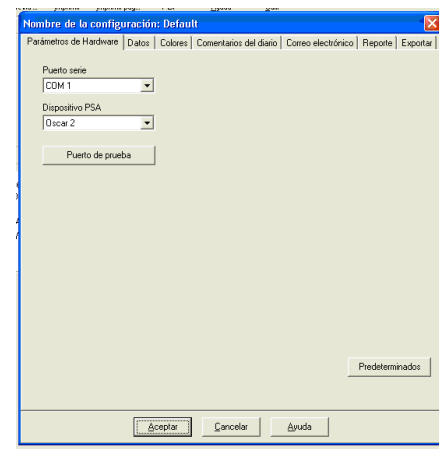 Nombre de la configuración: Default
Parámetros de Hardware Datos Colores Comentarios del diario Correo electrónico Reporte Exportar
Puerto serie
COM 1
Dispositivo PSA
Oscar 2
Puerto de prueba
Predeterminados
Aceptar Cancelar Ayuda